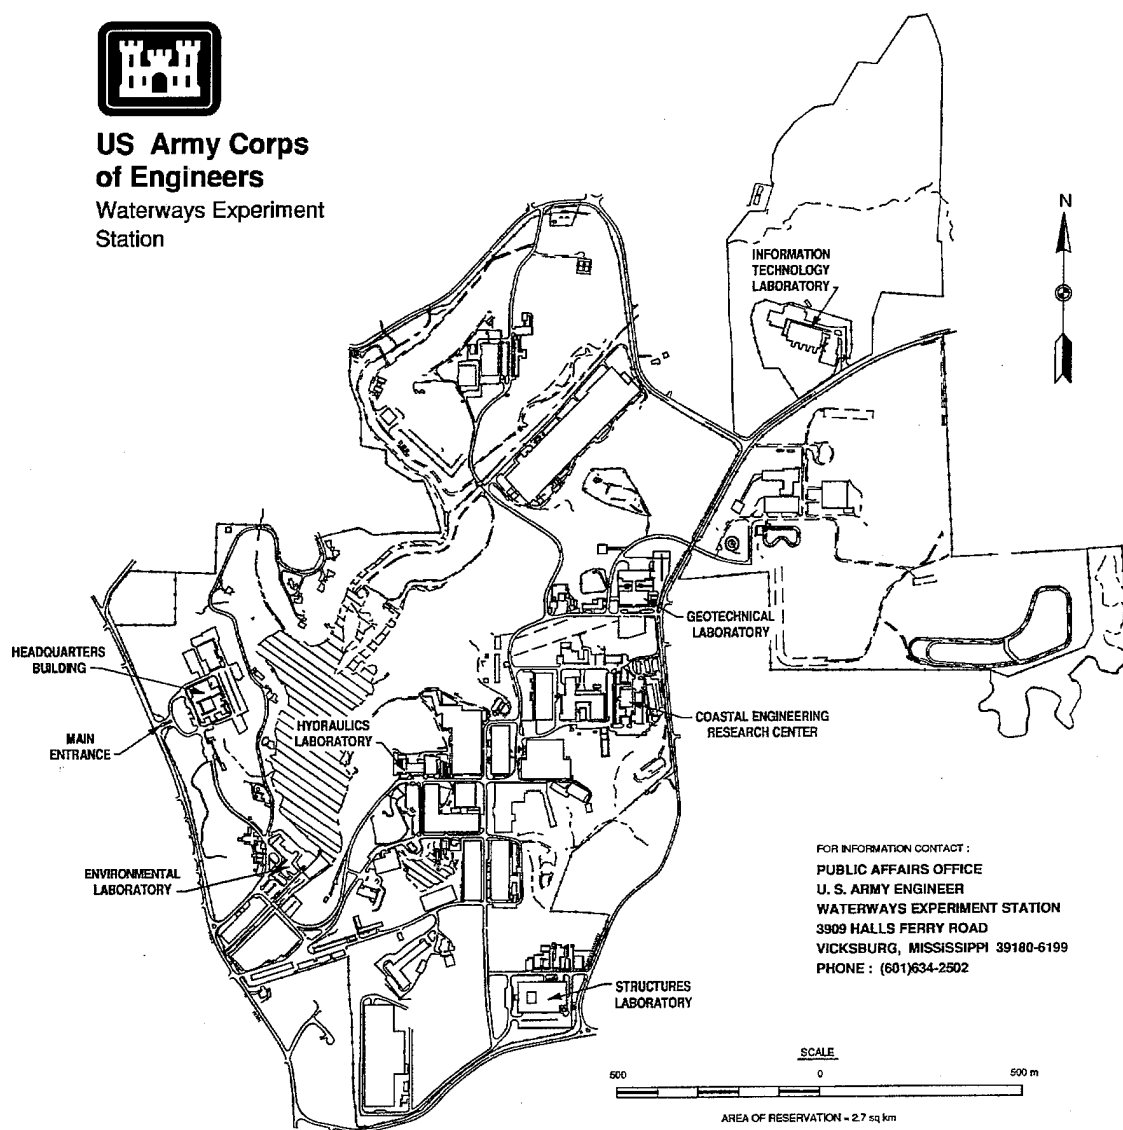 US Army Corps
of Engineers
Waterways Experiment
Station
N
INFORMATION
TECHNOLOGY
LABORATORY
GEOTECHNICAL
LABORATORY
HEADQUARTERS
BUILDING
MAIN
ENTRANCE
HYDRAULICS
LABORATORY
COASTAL ENGINEERING
RESEARCH CENTER
ENVIRONMENTAL
LABORATORY
STRUCTURES
LABORATORY
FOR INFORMATION CONTACT :
PUBLIC AFFAIRS OFFICE
U. S. ARMY ENGINEER
WATERWAYS EXPERIMENT STATION
3909 HALLS FERRY ROAD
VICKSBURG, MISSISSIPPI 39180-6199
PHONE : (601)634-2502
SCALE
500 0 500 m
AREA OF RESERVATION = 2.7 sq km